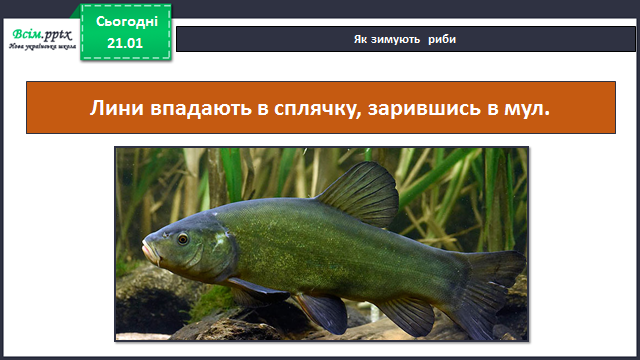 Всім.pptx
Нова українська школа
Сьогодні
21.01
Як зимують риби
Лини впадають в сплячку, зарившись в мул.